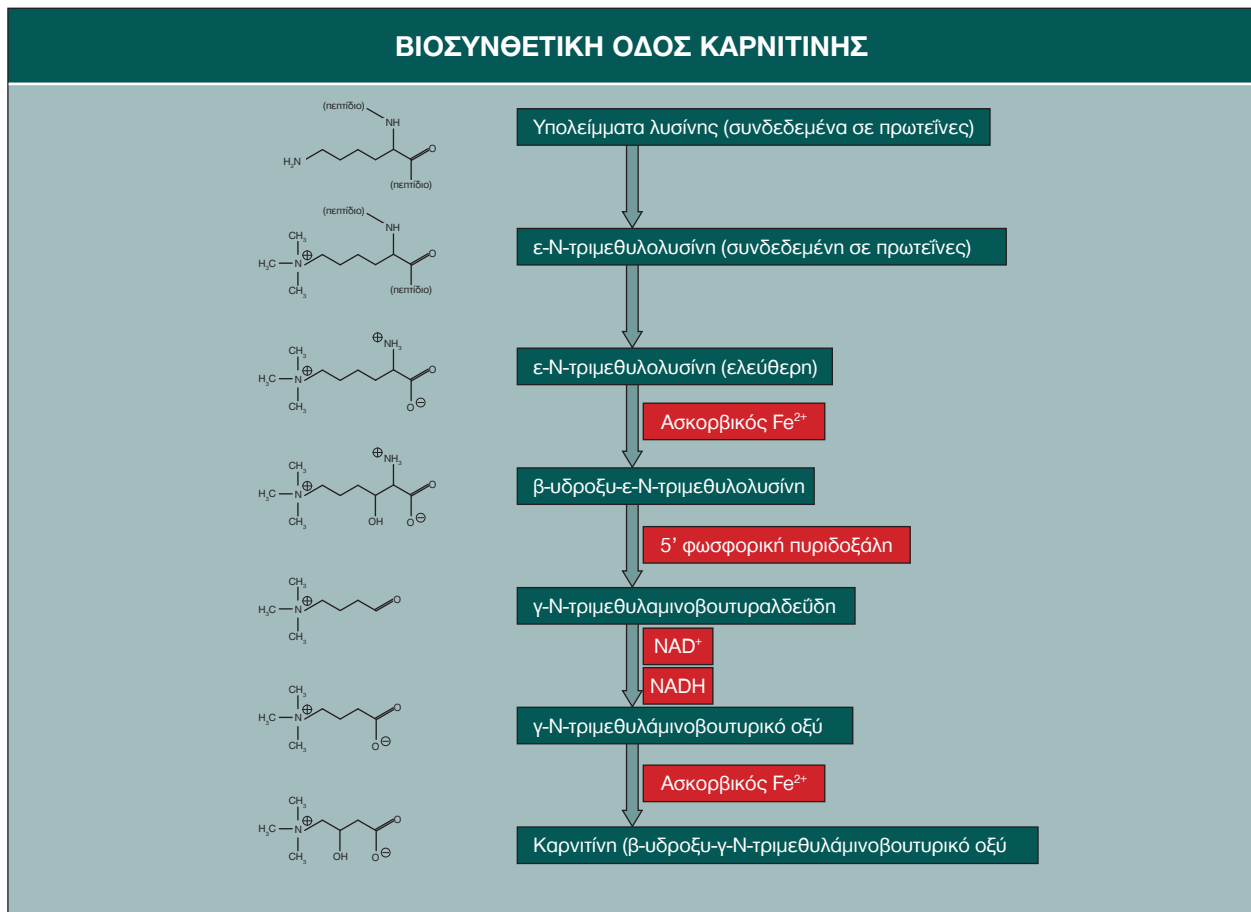 ΒΙΟΣΥΝΘΕΤΙΚΗ ΟΔΟΣ ΚΑΡΝΙΤΙΝΗΣ
(πεπτίδιο)
NH
H₂N
O
(πεπτίδιο)
Υπολείμματα λυσίνης (συνδεδεμένα σε πρωτεΐνες)
(πεπτίδιο)
CH₃
NH
H₃C N ⊕
O
CH₃
(πεπτίδιο)
ε-Ν-τριμεθυλολυσίνη (συνδεδεμένη σε πρωτεΐνες)
⊕
NH₃
CH₃
H₃C N ⊕
O
CH₃
O ⊖
ε-Ν-τριμεθυλολυσίνη (ελεύθερη)
Ασκορβικός Fe²⁺
⊕
NH₃
CH₃
H₃C N ⊕
O
CH₃
OH
O ⊖
β-υδροξυ-ε-Ν-τριμεθυλολυσίνη
5’ φωσφορική πυριδοξάλη
CH₃
H₃C N ⊕
O
CH₃
γ-Ν-τριμεθυλαμινοβουτυραλδεΰδη
NAD⁺
NADH
CH₃
H₃C N ⊕
O
CH₃
O ⊖
γ-Ν-τριμεθυλάμινοβουτυρικό οξύ
Ασκορβικός Fe²⁺
CH₃
H₃C N ⊕
O
CH₃
OH
O ⊖
Καρνιτίνη (β-υδροξυ-γ-Ν-τριμεθυλάμινοβουτυρικό οξύ